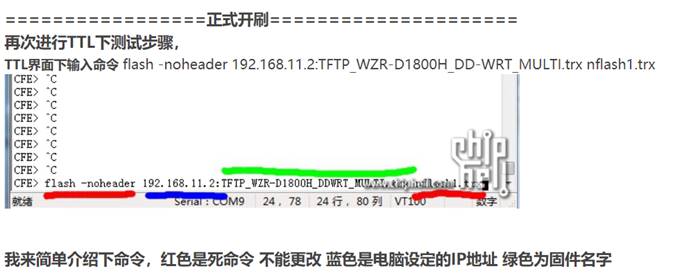 =================正式开刷=====================
再次进行TTL下测试步骤，
TTL界面下输入命令 flash -noheader 192.168.11.2:TFTP_WZR-D1800H_DD-WRT_MULTI.trx nflash1.trx
CFE> ^C
CFE> ^C
CFE> ^C
CFE> ^C
CFE> ^C
CFE> ^C
CFE> ^C
CFE> flash -noheader 192.168.11.2:TFTP_WZR-D1800H_DDWRT_MULTI
chip hell
就绪 Serial: COM9 24, 78 24 行, 80 列 VT100 数字
我来简单介绍下命令，红色是死命令 不能更改 蓝色是电脑设定的IP地址 绿色为固件名字